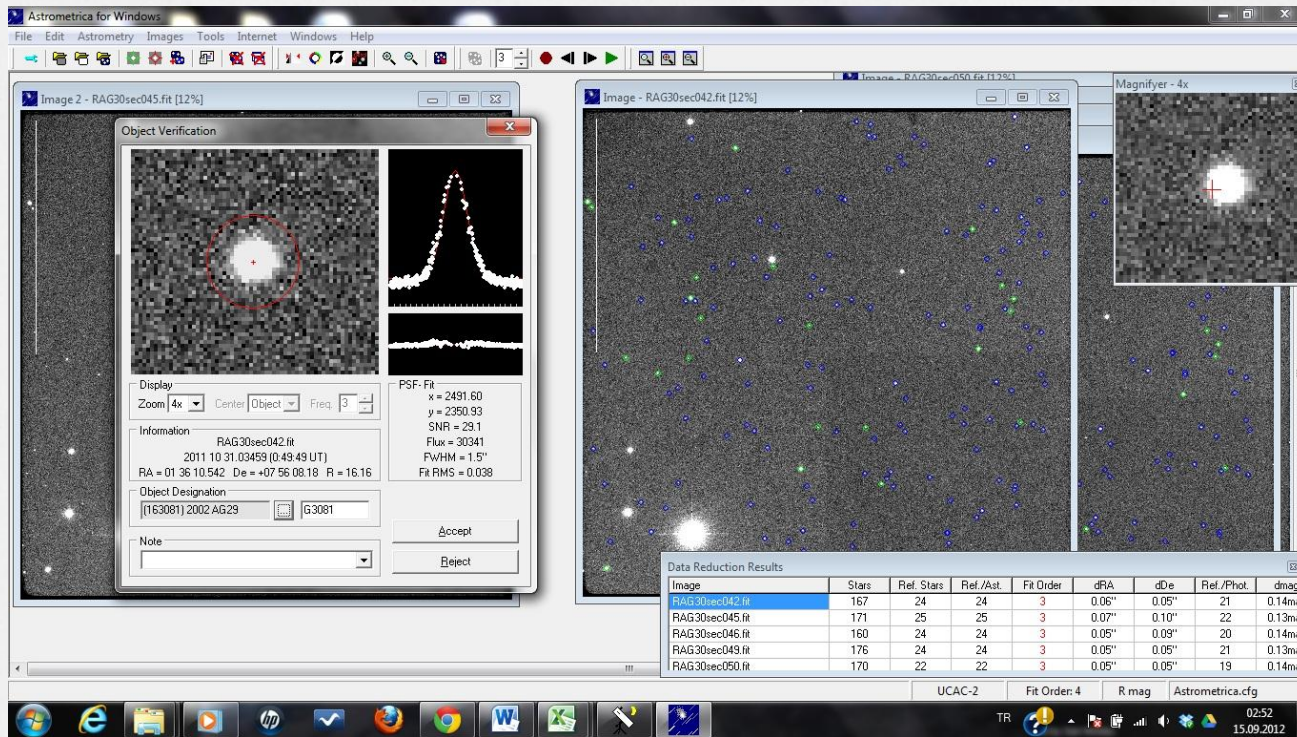 Astrometrica for Windows
File Edit Astrometry Images Tools Internet Windows Help
3
Image 2 - RAG30sec045.fit [12%]
Image - RAG30sec042.fit [12%]
Image - RAG30sec050.fit [12%]
Magnifyer - 4x
Object Verification
Display
Zoom 4x Center Object Freq. 3
Information
RAG30sec042.fit
2011 10 31.03459 (0:49:49 UT)
RA = 01 36 10.542 De = +07 56 08.18 R = 16.16
Object Designation
(163081) 2002 AG29 ... G3081
Note
PSF- Fit
x = 2491.60
y = 2350.93
SNR = 29.1
Flux = 30341
FWHM = 1.5"
Fit RMS = 0.038
Accept
Reject
Data Reduction Results
Image Stars Ref. Stars Ref./Ast. Fit Order dRA dDe Ref./Phot. dmag
RAG30sec042.fit 167 24 24 3 0.06" 0.05" 21 0.14m
RAG30sec045.fit 171 25 25 3 0.07" 0.10" 22 0.13m
RAG30sec046.fit 160 24 24 3 0.05" 0.09" 20 0.14m
RAG30sec049.fit 176 24 24 3 0.05" 0.05" 21 0.13m
RAG30sec050.fit 170 22 22 3 0.05" 0.05" 19 0.14m
UCAC-2 Fit Order: 4 R mag Astrometrica.cfg
hp
TR
02:52
15.09.2012